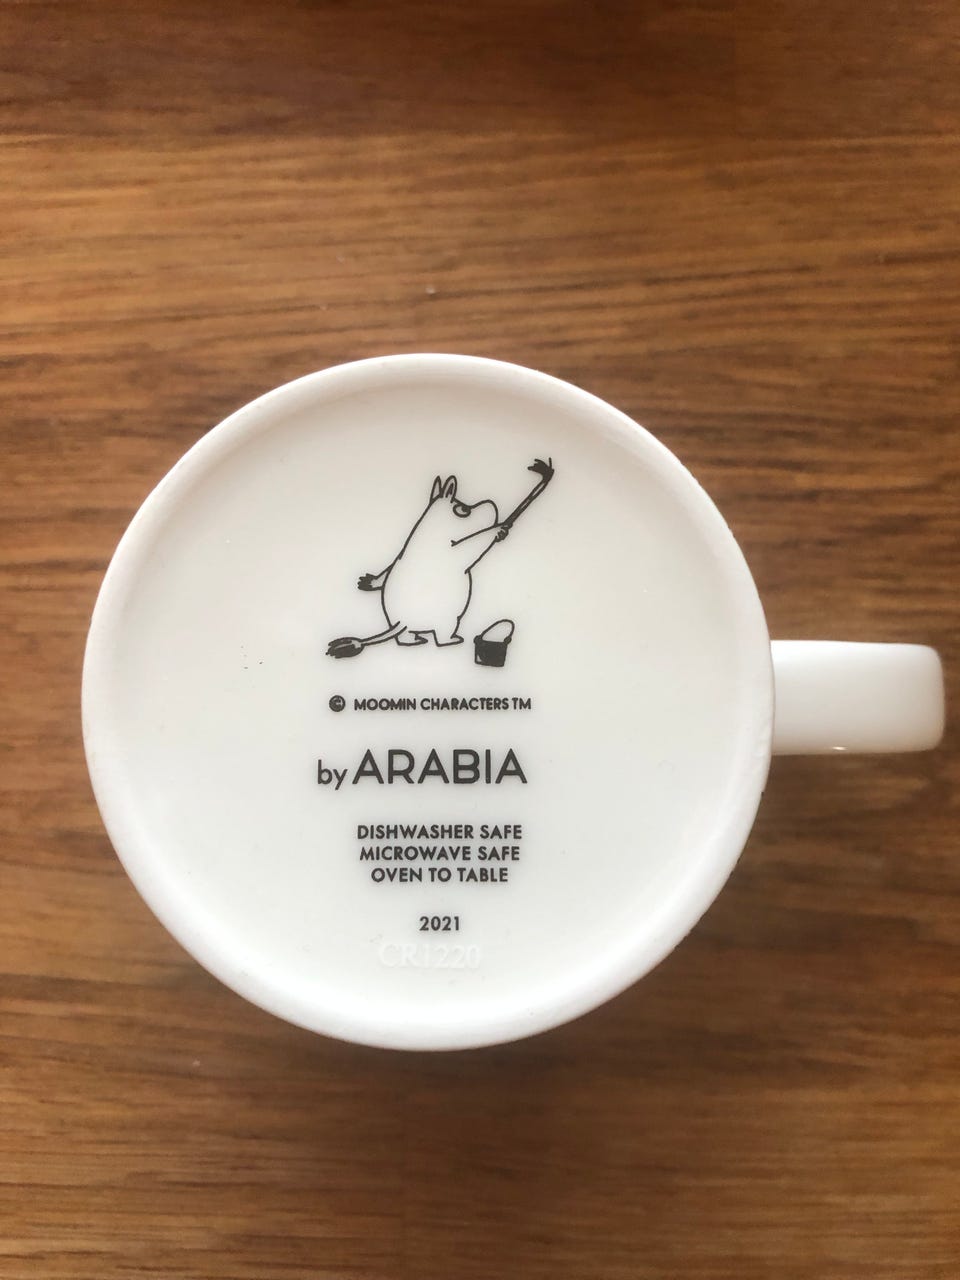 © MOOMIN CHARACTERS TM
by ARABIA
DISHWASHER SAFE
MICROWAVE SAFE
OVEN TO TABLE
2021
CR1220